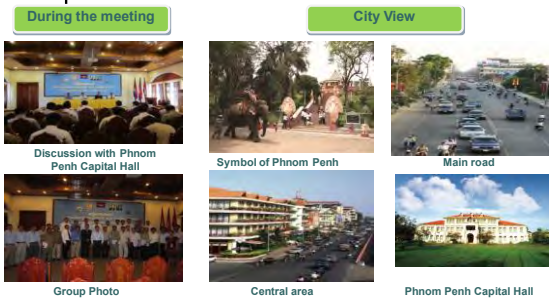 During the meeting
City View
Discussion with Phnom
Penh Capital Hall
Symbol of Phnom Penh
Main road
Group Photo
Central area
Phnom Penh Capital Hall